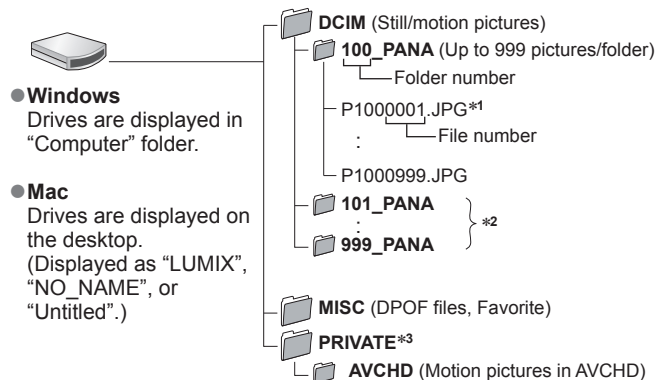 ●Windows
Drives are displayed in
“Computer” folder.
●Mac
Drives are displayed on
the desktop.
(Displayed as “LUMIX”,
“NO_NAME”, or
“Untitled”.)
DCIM (Still/motion pictures)
100_PANA (Up to 999 pictures/folder)
Folder number
P1000001.JPG*1
File number
:
P1000999.JPG
101_PANA
:
*2
999_PANA
MISC (DPOF files, Favorite)
PRIVATE*3
AVCHD (Motion pictures in AVCHD)